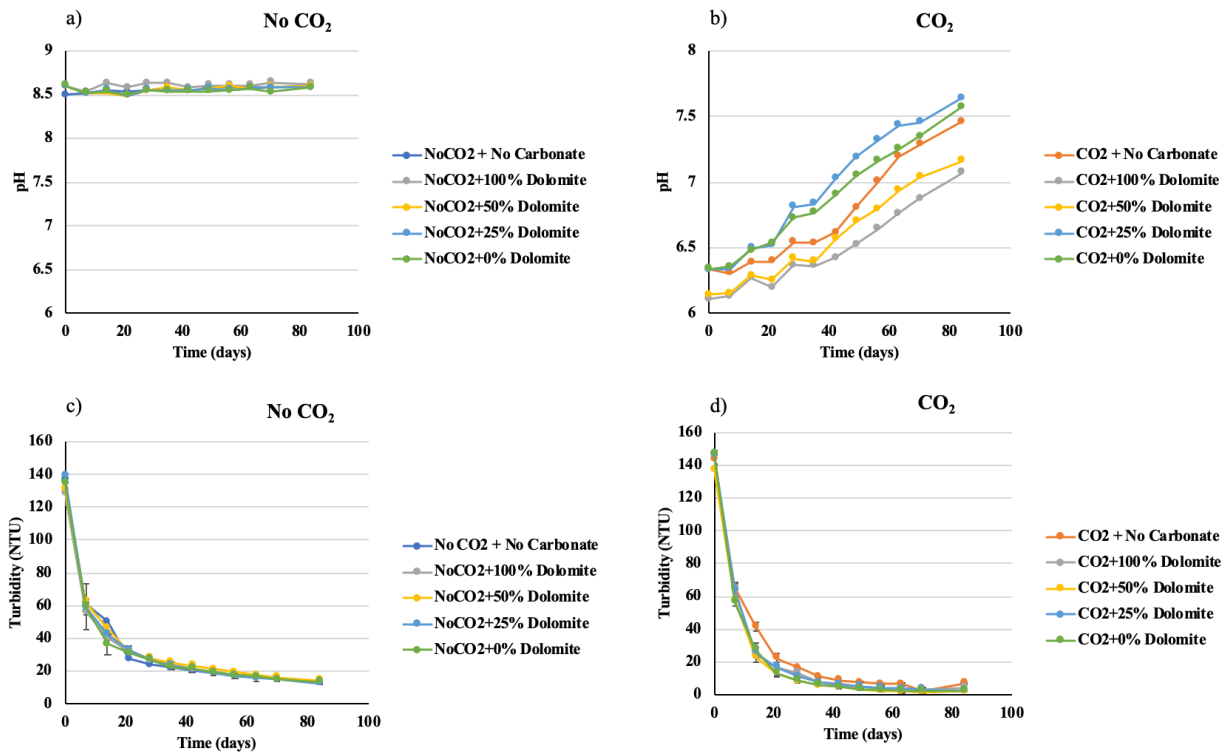 a)
No CO2
9
8.5
8
7.5
7
6.5
6
pH
0 20 40 60 80 100
Time (days)
NoCO2 + No Carbonate
NoCO2+100% Dolomite
NoCO2+50% Dolomite
NoCO2+25% Dolomite
NoCO2+0% Dolomite
b)
CO2
8
7.5
7
6.5
6
pH
0 20 40 60 80 100
Time (days)
CO2 + No Carbonate
CO2+100% Dolomite
CO2+50% Dolomite
CO2+25% Dolomite
CO2+0% Dolomite
c)
No CO2
160
140
120
100
80
60
40
20
0
Turbidity (NTU)
0 20 40 60 80 100
Time (days)
No CO2 + No Carbonate
NoCO2+100% Dolomite
NoCO2+50% Dolomite
NoCO2+25% Dolomite
NoCO2+0% Dolomite
d)
CO2
160
140
120
100
80
60
40
20
0
Turbidity (NTU)
0 20 40 60 80 100
Time (days)
CO2 + No Carbonate
CO2+100% Dolomite
CO2+50% Dolomite
CO2+25% Dolomite
CO2+0% Dolomite